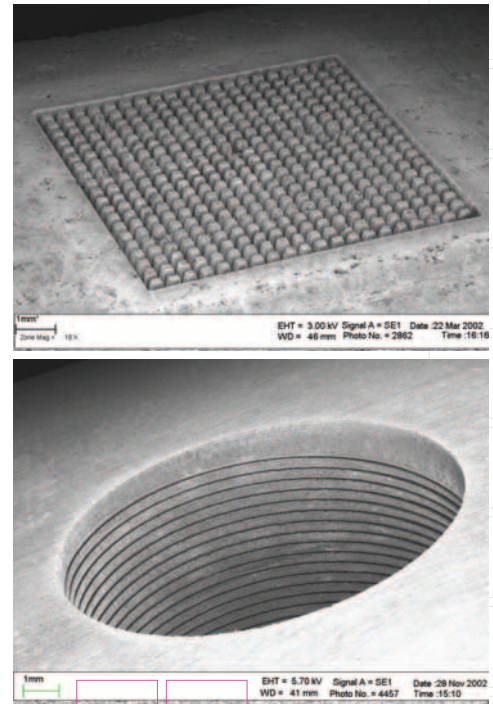 1mm
Zone Mag = 18 X
EHT = 3.00 kV Signal A = SE1 Date :22 Mar 2002
WD = 46 mm Photo No. = 2862 Time :16:16
1mm
EHT = 5.70 kV Signal A = SE1 Date :28 Nov 2002
WD = 41 mm Photo No. = 4457 Time :15:10